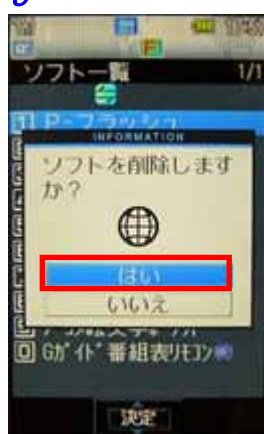 ソフト一覧 1/1
1 P-フラッシュ
INFORMATION
ソフトを削除します
か?
はい
いいえ
0 Gガイド番組表リモコン
決定